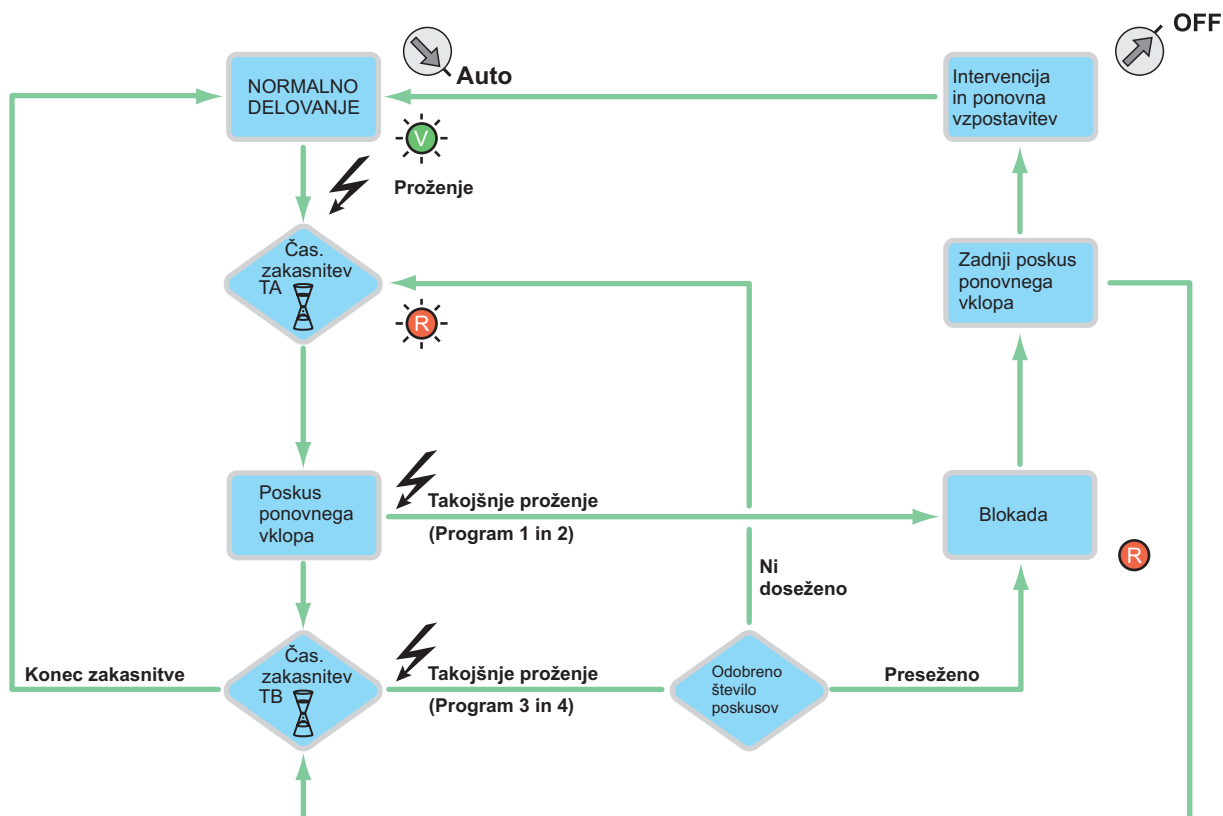 OFF
Auto
NORMALNO
DELOVANJE
Intervencija
in ponovna
vzpostavitev
V
Proženje
Čas.
zakasnitev
TA
R
Zadnji poskus
ponovnega
vklopa
Poskus
ponovnega
vklopa
Takojšnje proženje
(Program 1 in 2)
Blokada
R
Ni
doseženo
Konec zakasnitve
Čas.
zakasnitev
TB
Takojšnje proženje
(Program 3 in 4)
Odobreno
število
poskusov
Preseženo